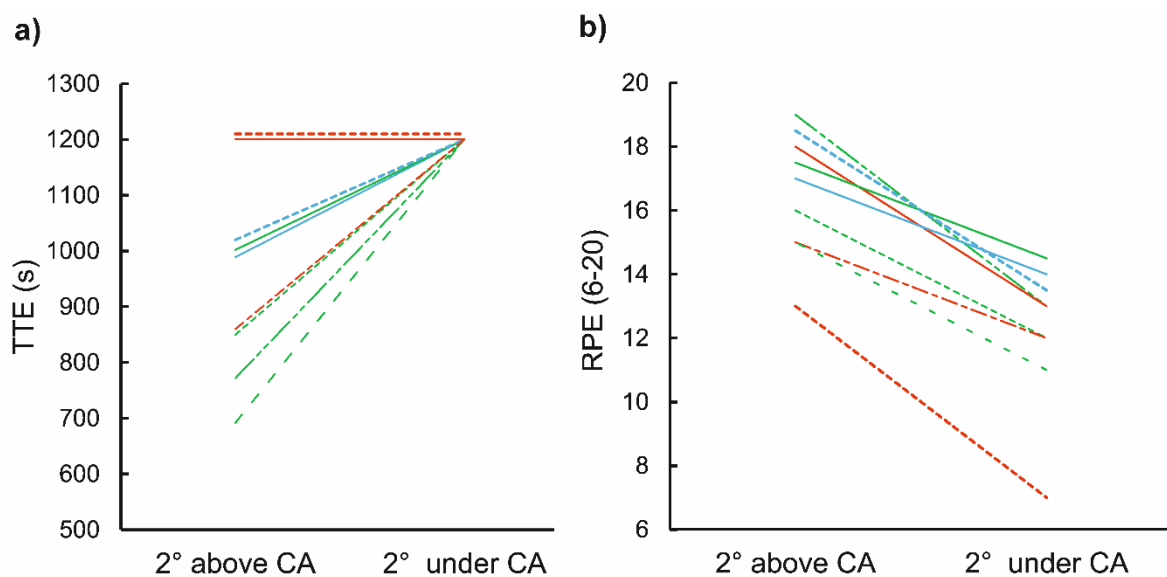 a)
TTE (s)
1300
1200
1100
1000
900
800
700
600
500
2° above CA
2° under CA
b)
RPE (6-20)
20
18
16
14
12
10
8
6
2° above CA
2° under CA